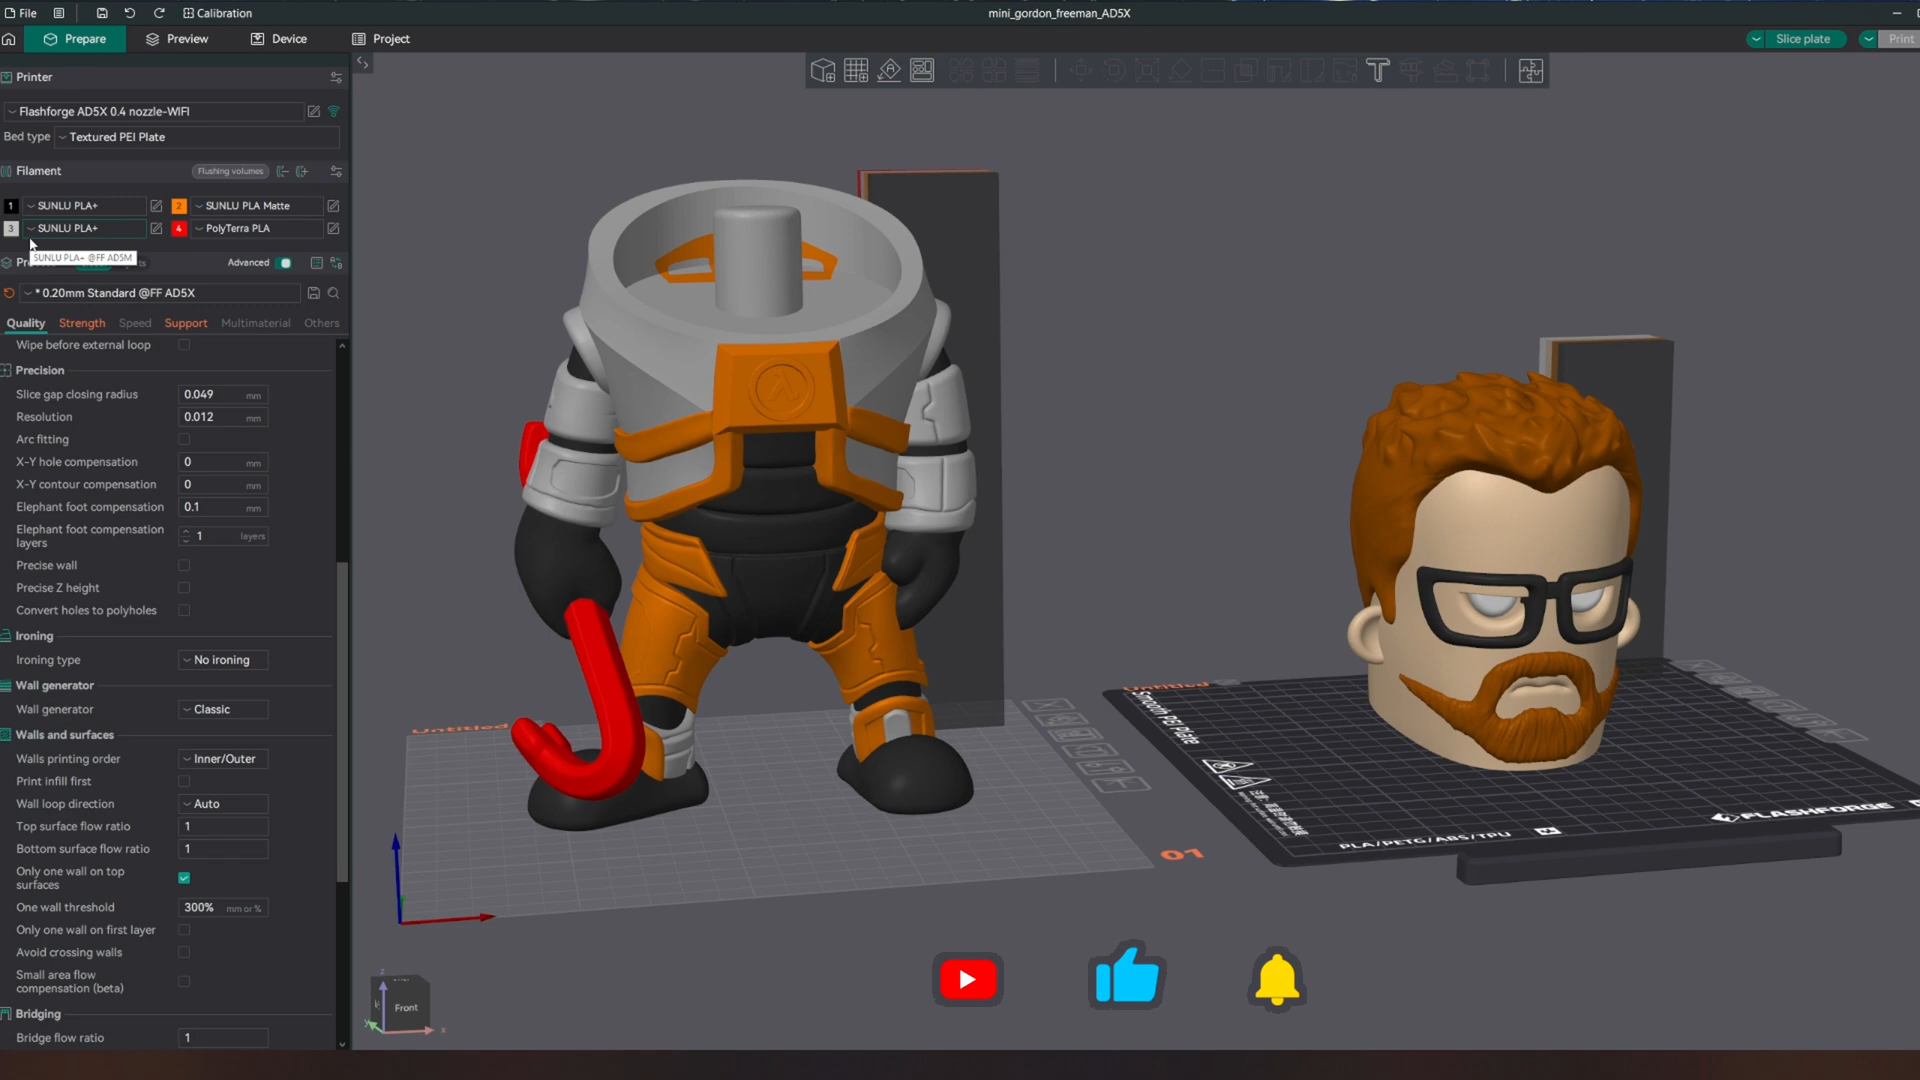 File
Calibration
mini_gordon_freeman_AD5X
Prepare
Preview
Device
Project
Slice plate
Print
Printer
Flashforge AD5X 0.4 nozzle-WIFI
Bed type Textured PEI Plate
Filament Flushing volumes
1 SUNLU PLA+ 2 SUNLU PLA Matte
3 SUNLU PLA+ 4 PolyTerra PLA
SUNLU PLA+ @FF AD5M
Advanced
* 0.20mm Standard @FF AD5X
Quality Strength Speed Support Multimaterial Others
Wipe before external loop
Precision
Slice gap closing radius 0.049 mm
Resolution 0.012 mm
Arc fitting
X-Y hole compensation 0 mm
X-Y contour compensation 0 mm
Elephant foot compensation 0.1 mm
Elephant foot compensation
layers 1 layers
Precise wall
Precise Z height
Convert holes to polyholes
Ironing
Ironing type No ironing
Wall generator
Wall generator Classic
Walls and surfaces
Walls printing order Inner/Outer
Print infill first
Wall loop direction Auto
Top surface flow ratio 1
Bottom surface flow ratio 1
Only one wall on top
surfaces
One wall threshold 300% mm or %
Only one wall on first layer
Avoid crossing walls
Small area flow
compensation (beta)
Bridging
Bridge flow ratio 1
Untitled
01
Untitled
Smooth PEI Plate
PLA/PETG/ABS/TPU
FLASHFORGE
z
Front
x